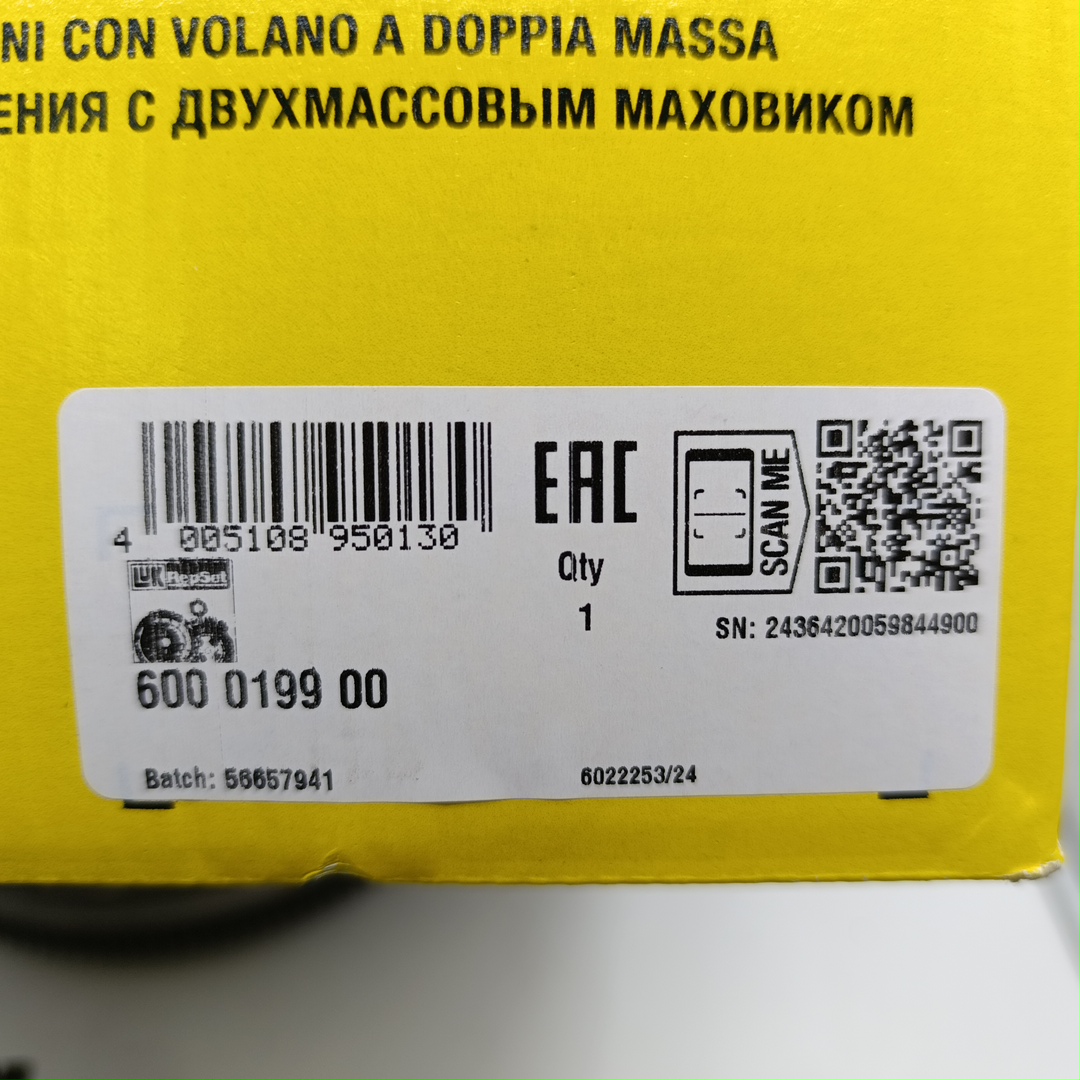 NI CON VOLANO A DOPPIA MASSA
ЕНИЯ С ДВУХМАССОВЫМ МАХОВИКОМ
4 005108 950130
EAC
SCAN ME
Qty
1
SN: 2436420059844900
LUK RepSet
600 0199 00
Batch: 56657941
6022253/24